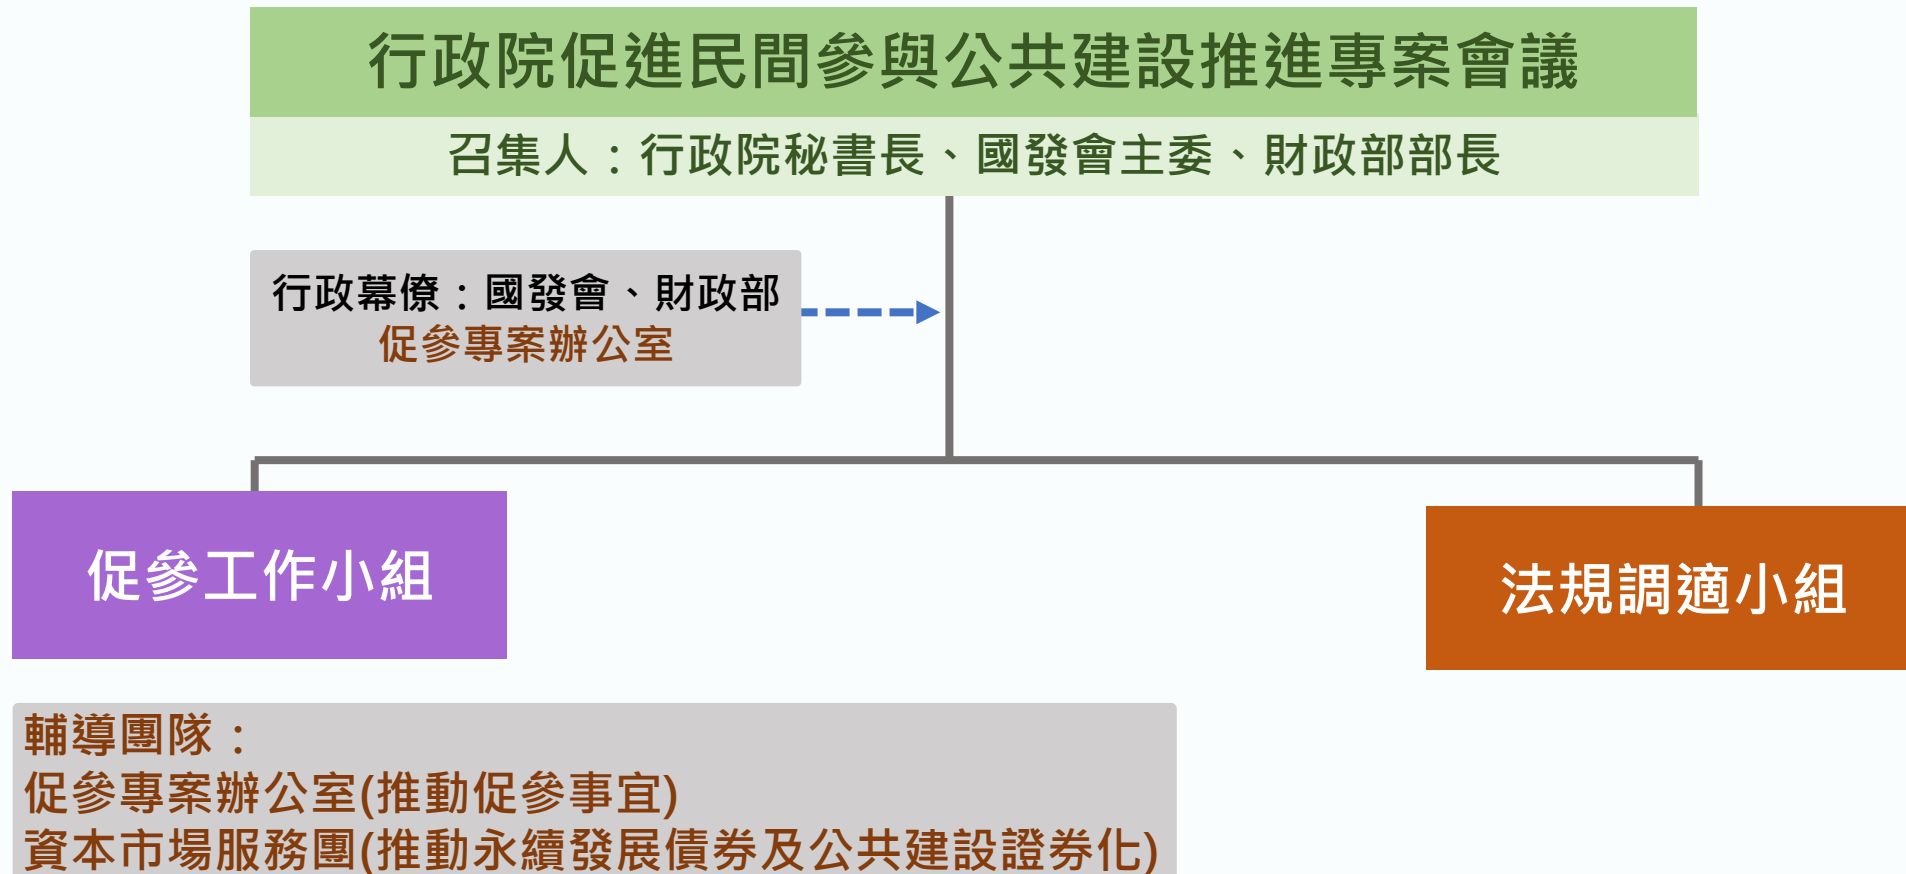 行政院促進民間參與公共建設推進專案會議
召集人：行政院秘書長、國發會主委、財政部部長
行政幕僚：國發會、財政部
促參專案辦公室
促參工作小組
法規調適小組
輔導團隊：
促參專案辦公室(推動促參事宜)
資本市場服務團(推動永續發展債券及公共建設證券化)